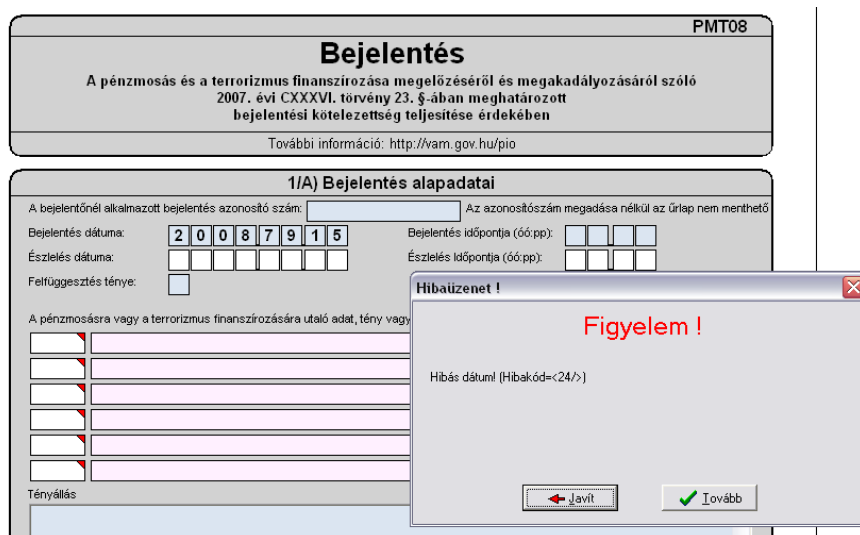 PMT08
Bejelentés
A pénzmosás és a terrorizmus finanszírozása megelőzéséről és megakadályozásáról szóló
2007. évi CXXXVI. törvény 23. §-ában meghatározott
bejelentési kötelezettség teljesítése érdekében
További információ: http://vam.gov.hu/pio
1/A) Bejelentés alapadatai
A bejelentőnél alkalmazott bejelentés azonosító szám: Az azonosítószám megadása nélkül az űrlap nem menthető
Bejelentés dátuma: 2 0 0 8 7 9 1 5 Bejelentés időpontja (óó:pp):
Észlelés dátuma: Észlelés Időpontja (óó:pp):
Felfüggesztés ténye:
A pénzmosásra vagy a terrorizmus finanszírozására utaló adat, tény vagy
Tényállás
Hibaüzenet !
Figyelem !
Hibás dátum! (Hibakód=<24/>)
Javít
Tovább